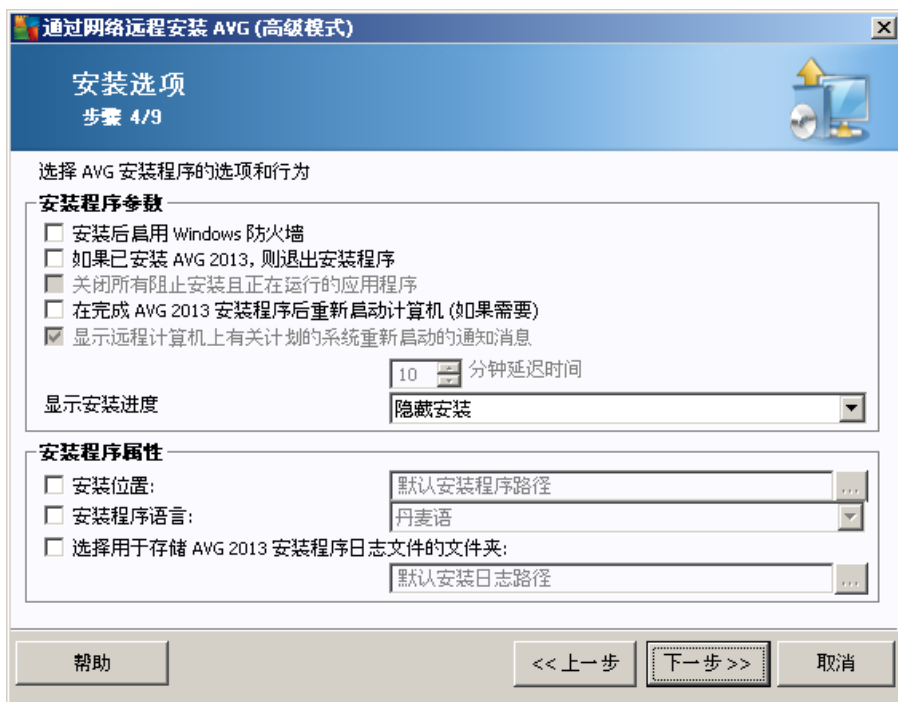 通过网络远程安装 AVG (高级模式)
安装选项
步骤 4/9
选择 AVG 安装程序的选项和行为
安装程序参数
安装后启用 Windows 防火墙
如果已安装 AVG 2013, 则退出安装程序
关闭所有阻止安装且正在运行的应用程序
在完成 AVG 2013 安装程序后重新启动计算机 (如果需要)
显示远程计算机上有关计划的系统重新启动的通知消息
10 分钟延迟时间
显示安装进度 隐藏安装
安装程序属性
安装位置: 默认安装程序路径 ...
安装程序语言: 丹麦语
选择用于存储 AVG 2013 安装程序日志文件的文件夹:
默认安装日志路径 ...
帮助 << 上一步 下一步 >> 取消